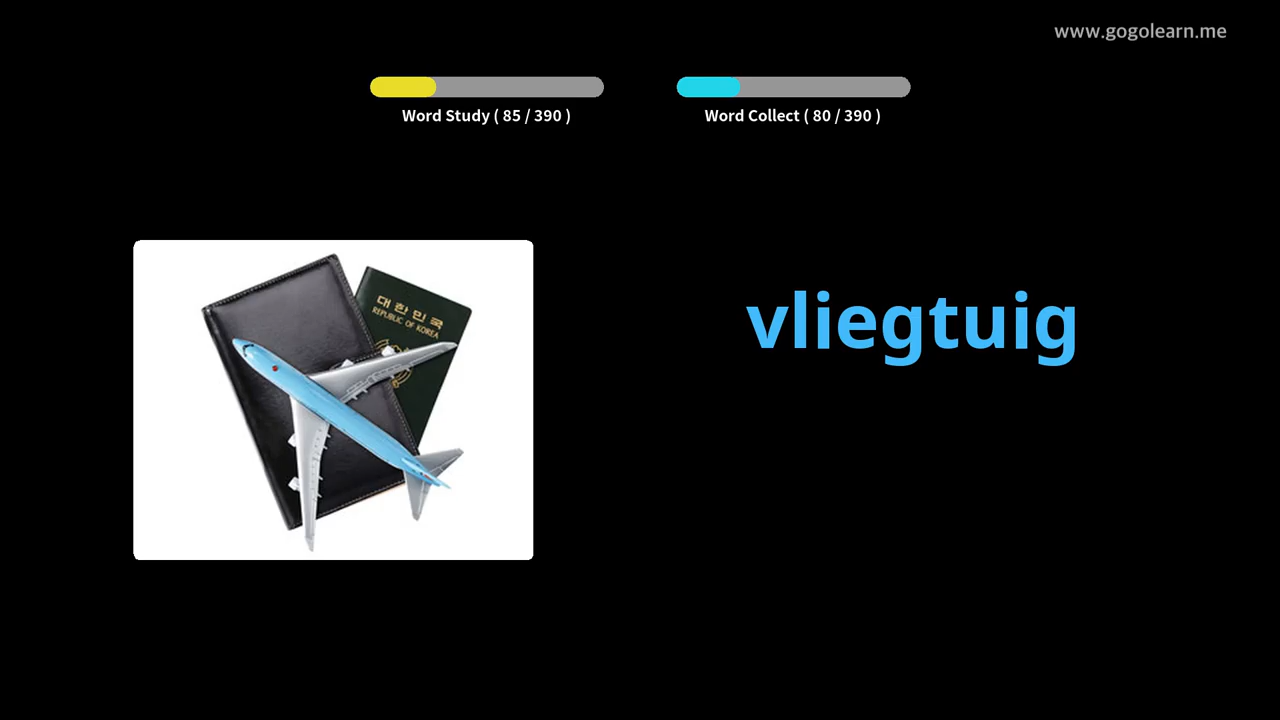 www.gogolearn.me
Word Study ( 85 / 390 )
Word Collect ( 80 / 390 )
대한민국
REPUBLIC OF KOREA
vliegtuig